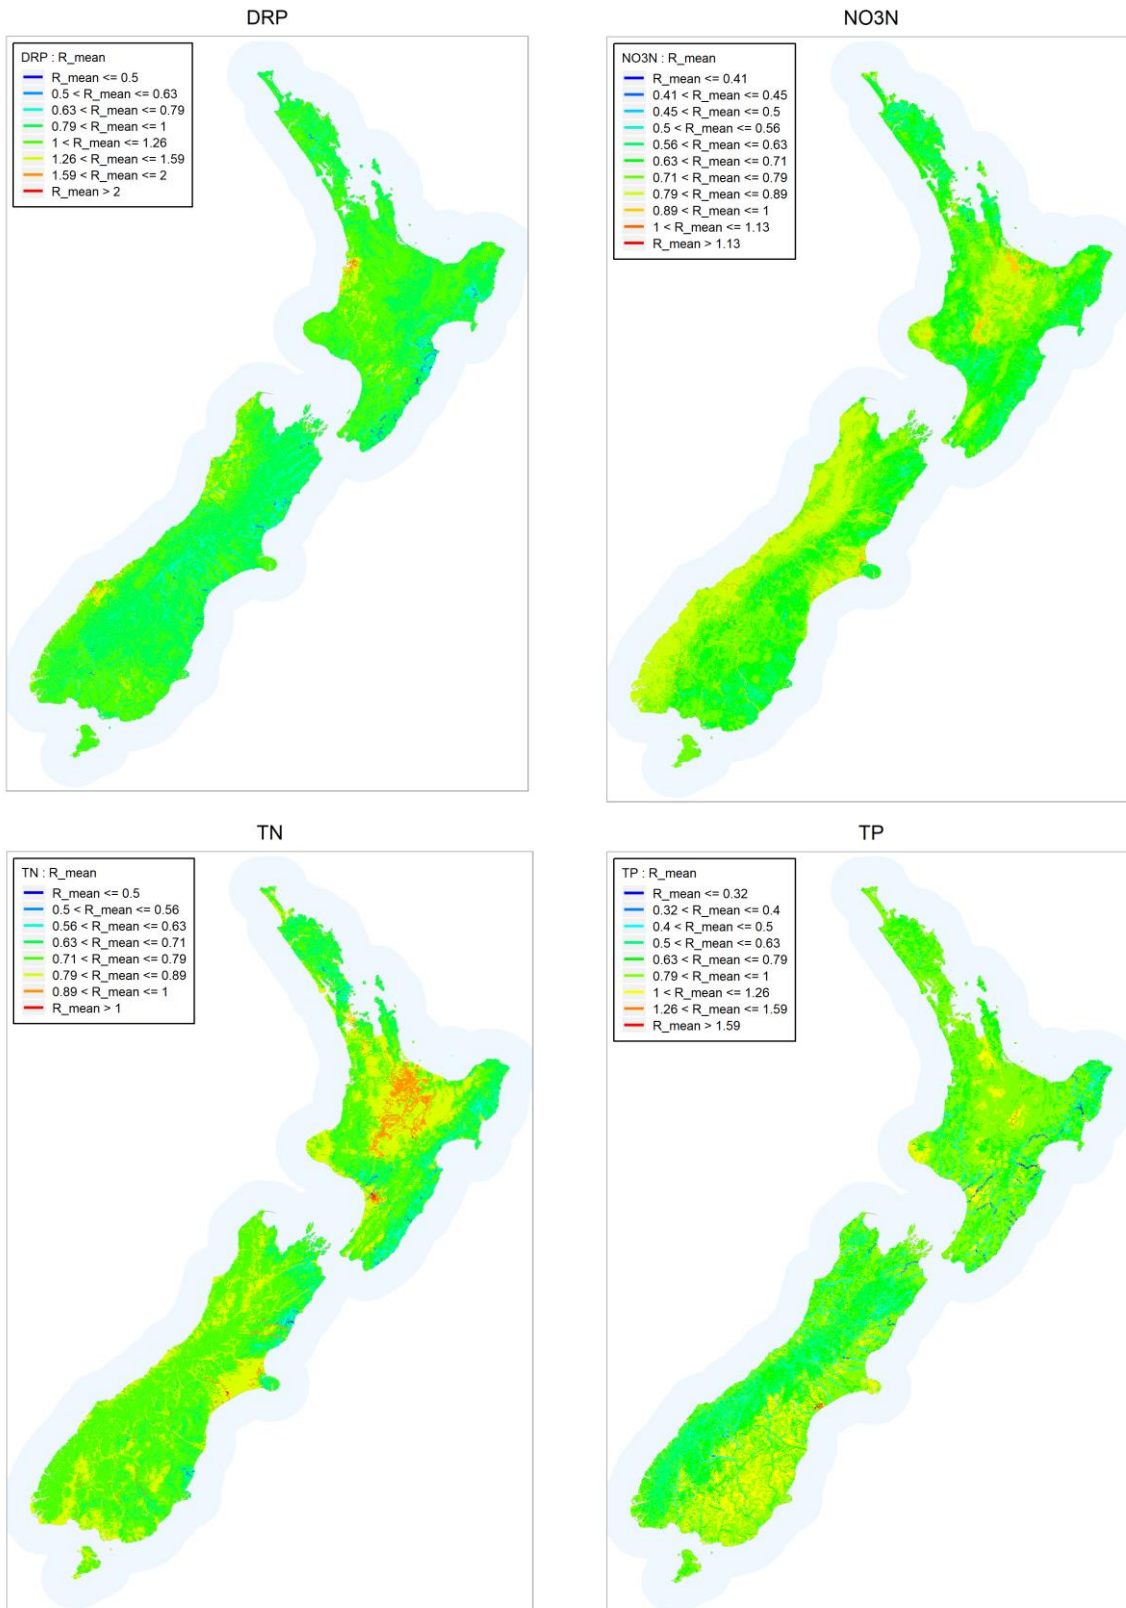 DRP
DRP : R_mean
R_mean <= 0.5
0.5 < R_mean <= 0.63
0.63 < R_mean <= 0.79
0.79 < R_mean <= 1
1 < R_mean <= 1.26
1.26 < R_mean <= 1.59
1.59 < R_mean <= 2
R_mean > 2
NO3N
NO3N : R_mean
R_mean <= 0.41
0.41 < R_mean <= 0.45
0.45 < R_mean <= 0.5
0.5 < R_mean <= 0.56
0.56 < R_mean <= 0.63
0.63 < R_mean <= 0.71
0.71 < R_mean <= 0.79
0.79 < R_mean <= 0.89
0.89 < R_mean <= 1
1 < R_mean <= 1.13
R_mean > 1.13
TN
TN : R_mean
R_mean <= 0.5
0.5 < R_mean <= 0.56
0.56 < R_mean <= 0.63
0.63 < R_mean <= 0.71
0.71 < R_mean <= 0.79
0.79 < R_mean <= 0.89
0.89 < R_mean <= 1
R_mean > 1
TP
TP : R_mean
R_mean <= 0.32
0.32 < R_mean <= 0.4
0.4 < R_mean <= 0.5
0.5 < R_mean <= 0.63
0.63 < R_mean <= 0.79
0.79 < R_mean <= 1
1 < R_mean <= 1.26
1.26 < R_mean <= 1.59
R_mean > 1.59